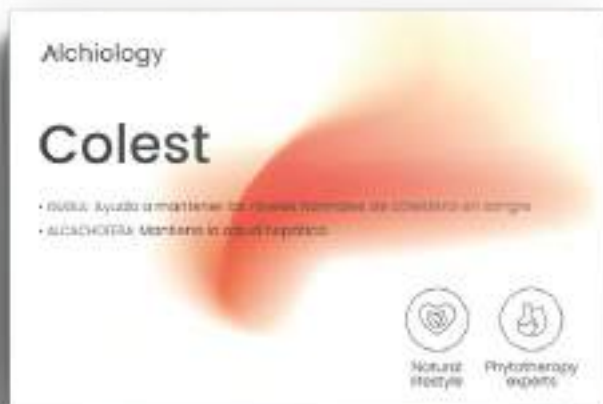 Alchiology
Colest
• Ayuda a mantener los niveles normales de colesterol en sangre
• ALCACHOFERA: Mantiene la salud hepática
Natural
lifestyle
Phytotherapy
experts